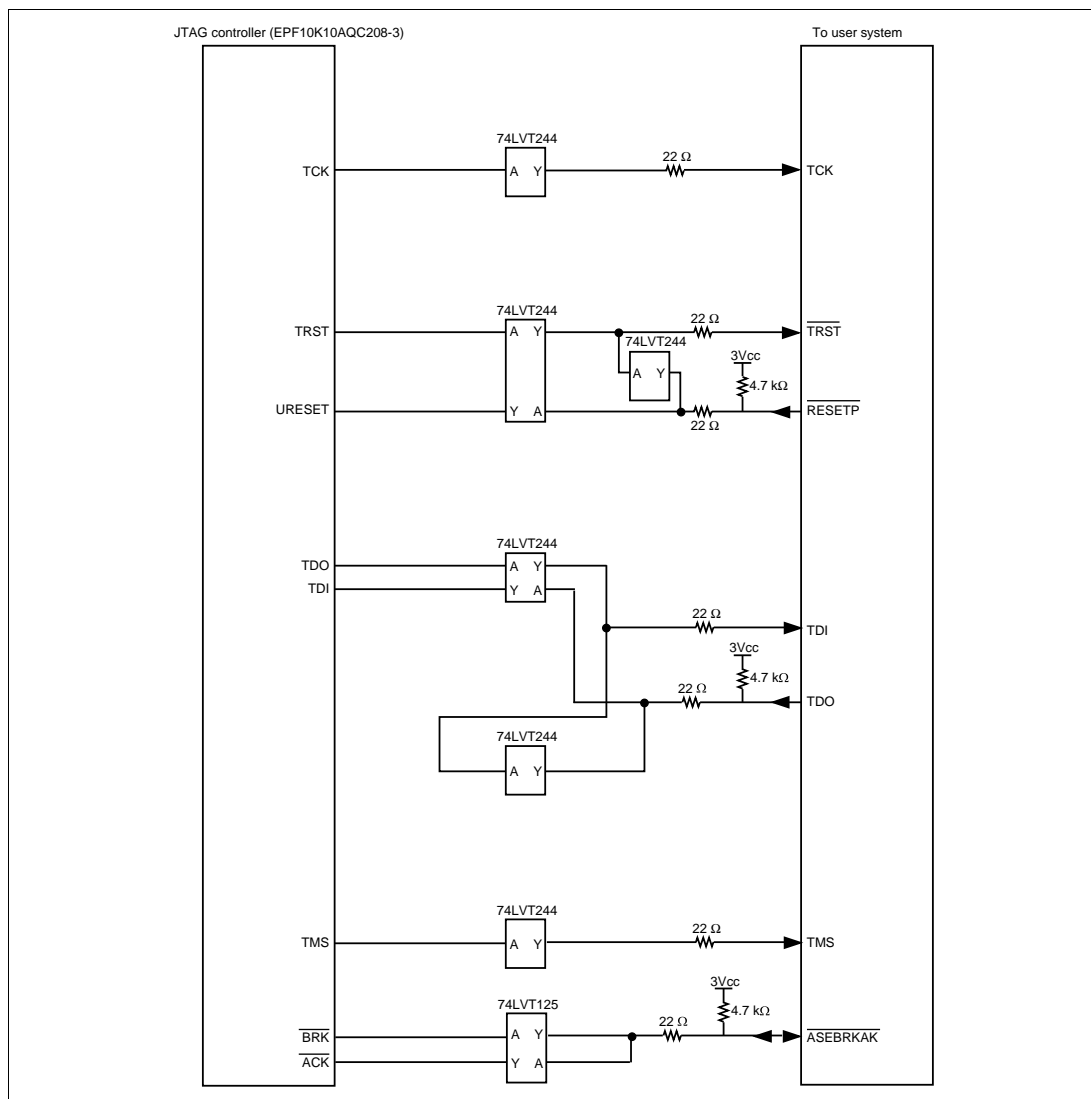 JTAG controller (EPF10K10AQC208-3)
To user system
74LVT244
22 Ω
TCK
A Y
TCK
74LVT244
22 Ω
TRST
A Y
TRST
74LVT244
3Vcc
A Y
4.7 kΩ
URESET
Y A
RESETP
22 Ω
74LVT244
TDO
A Y
TDI
Y A
22 Ω
TDI
3Vcc
4.7 kΩ
22 Ω
TDO
74LVT244
A Y
74LVT244
22 Ω
TMS
A Y
TMS
3Vcc
74LVT125
4.7 kΩ
22 Ω
BRK
A Y
ASEBRKAK
ACK
Y A